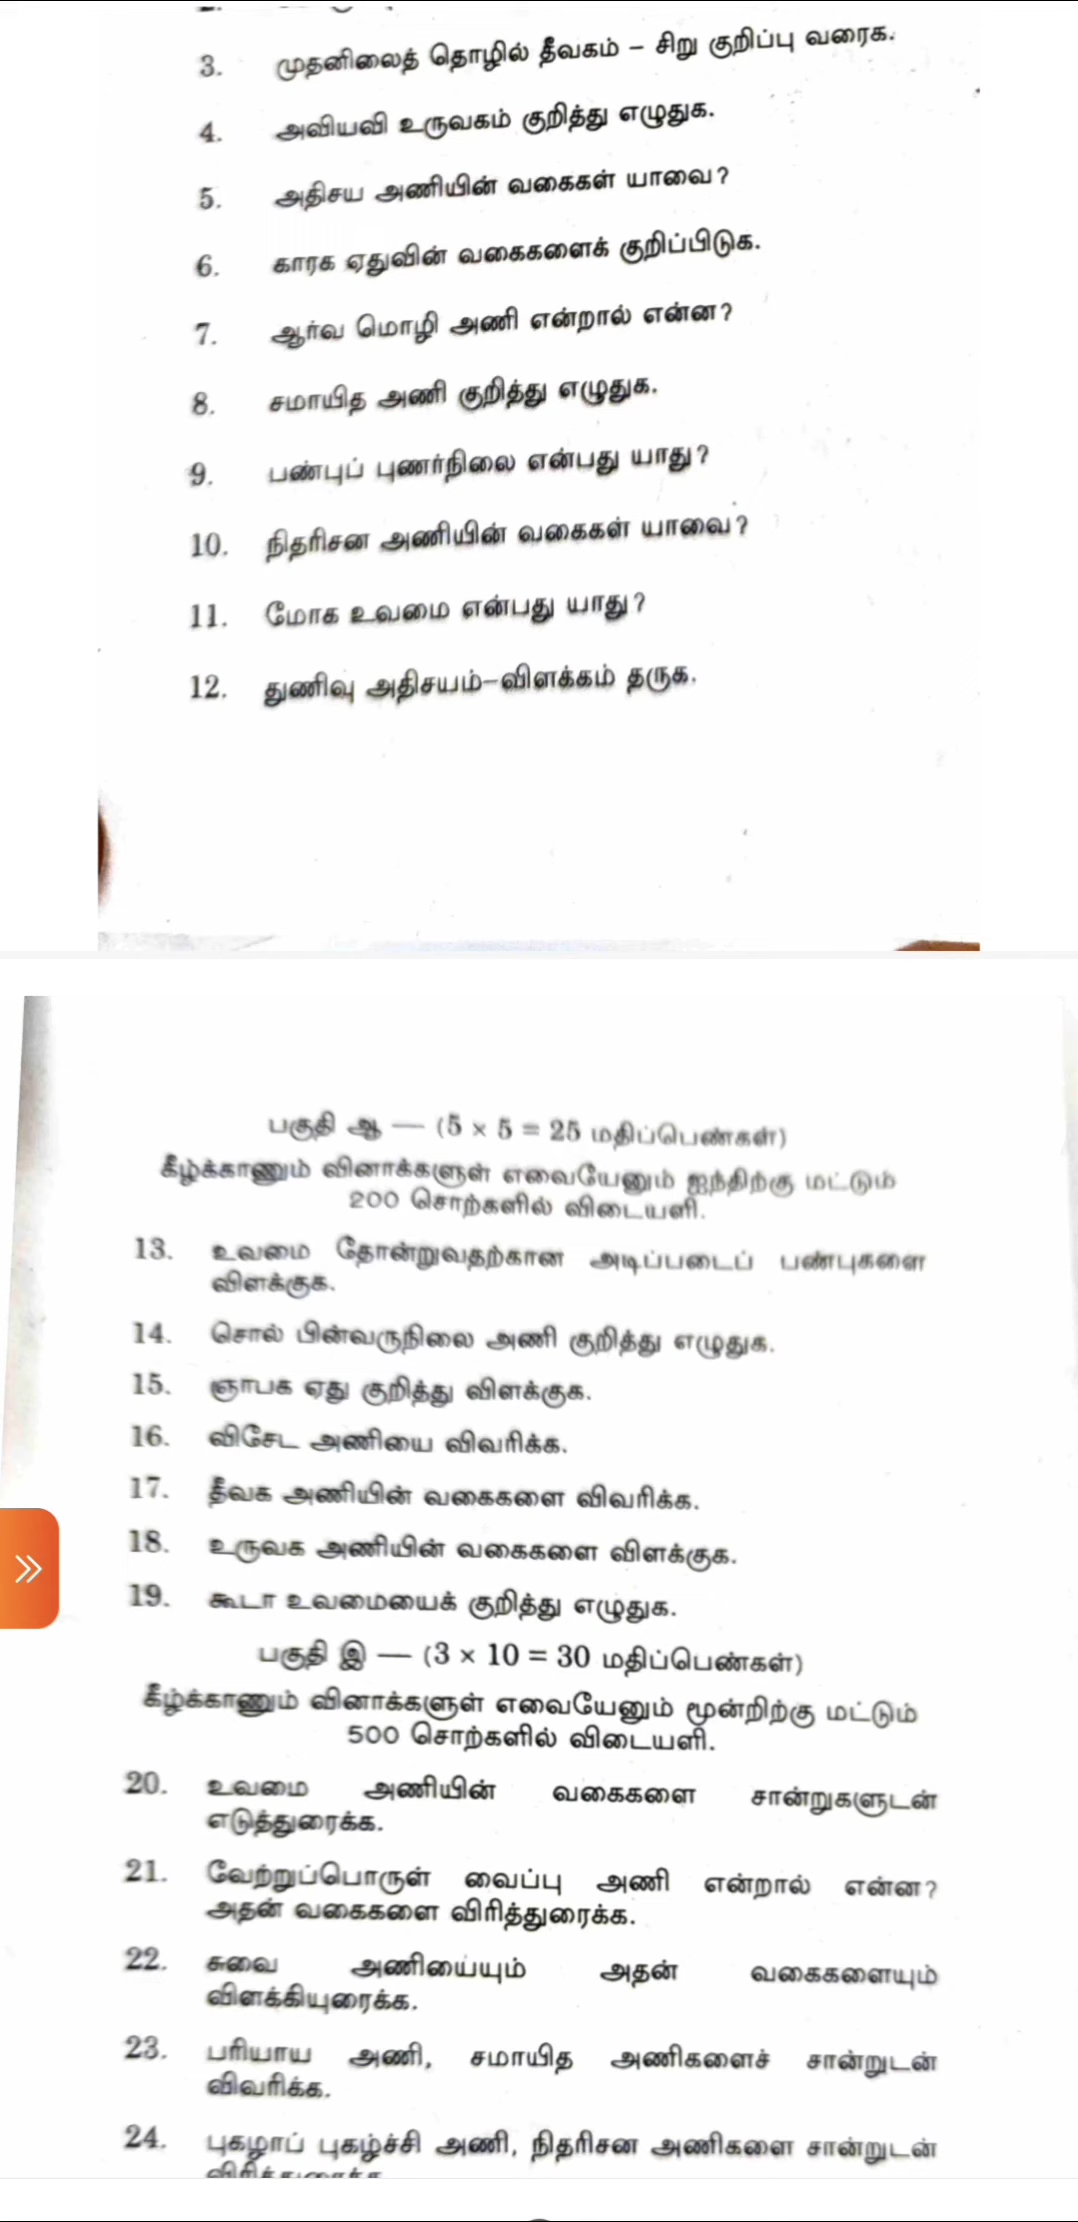 3. முதனிலைத் தொழில் தீவகம் – சிறு குறிப்பு வரைக.
4. அவியவி உருவகம் குறித்து எழுதுக.
5. அதிசய அணியின் வகைகள் யாவை?
6. காரக ஏதுவின் வகைகளைக் குறிப்பிடுக.
7. ஆர்வ மொழி அணி என்றால் என்ன?
8. சமாயித அணி குறித்து எழுதுக.
9. பண்புப் புணர்நிலை என்பது யாது?
10. நிதரிசன அணியின் வகைகள் யாவை?
11. மோக உவமை என்பது யாது?
12. துணிவு அதிசயம்–விளக்கம் தருக.
பகுதி ஆ — (5 × 5 = 25 மதிப்பெண்கள்)
கீழ்க்காணும் வினாக்களுள் எவையேனும் ஐந்திற்கு மட்டும்
200 சொற்களில் விடையளி.
13. உவமை தோன்றுவதற்கான அடிப்படைப் பண்புகளை
விளக்குக.
14. சொல் பின்வருநிலை அணி குறித்து எழுதுக.
15. ஞாபக ஏது குறித்து விளக்குக.
16. விசேட அணியை விவரிக்க.
17. தீவக அணியின் வகைகளை விவரிக்க.
18. உருவக அணியின் வகைகளை விளக்குக.
19. கூடா உவமையைக் குறித்து எழுதுக.
பகுதி இ — (3 × 10 = 30 மதிப்பெண்கள்)
கீழ்க்காணும் வினாக்களுள் எவையேனும் மூன்றிற்கு மட்டும்
500 சொற்களில் விடையளி.
20. உவமை அணியின் வகைகளை சான்றுகளுடன்
எடுத்துரைக்க.
21. வேற்றுப்பொருள் வைப்பு அணி என்றால் என்ன?
அதன் வகைகளை விரித்துரைக்க.
22. சுவை அணியையும் அதன் வகைகளையும்
விளக்கியுரைக்க.
23. பரியாய அணி, சமாயித அணிகளைச் சான்றுடன்
விவரிக்க.
24. புகழாப் புகழ்ச்சி அணி, நிதரிசன அணிகளை சான்றுடன்